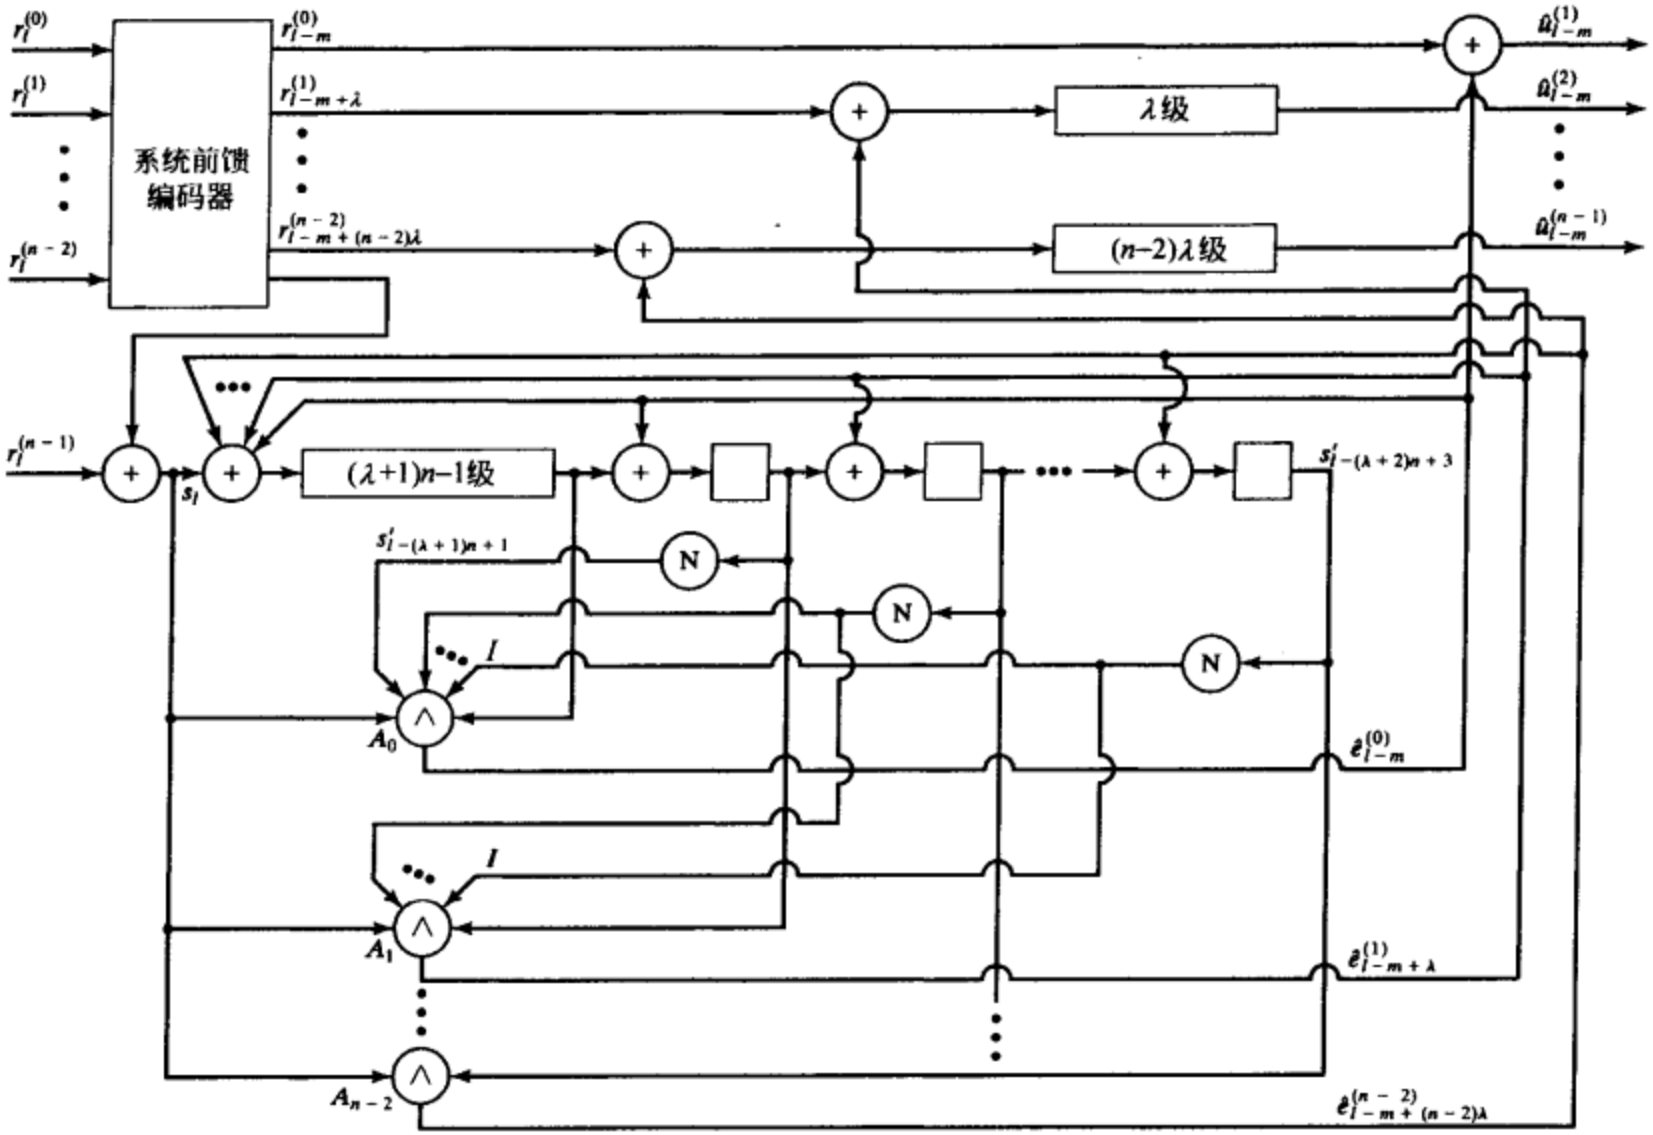 r_l^{(0)}
r_{l-m}^{(0)}
+
û_{l-m}^{(1)}
r_l^{(1)}
r_{l-m+λ}^{(1)}
+
λ级
û_{l-m}^{(2)}
系统前馈
编码器
r_l^{(n-2)}
r_{l-m+(n-2)λ}^{(n-2)}
+
(n-2)λ级
û_{l-m}^{(n-1)}
r_l^{(n-1)}
+
s_l
+
(λ+1)n-1级
+
+
+
s'_{l-(λ+2)n+3}
s'_{l-(λ+1)n+1}
N
N
I
N
∧
A_0
ê_{l-m}^{(0)}
I
∧
A_1
ê_{l-m+λ}^{(1)}
∧
A_{n-2}
ê_{l-m+(n-2)λ}^{(n-2)}